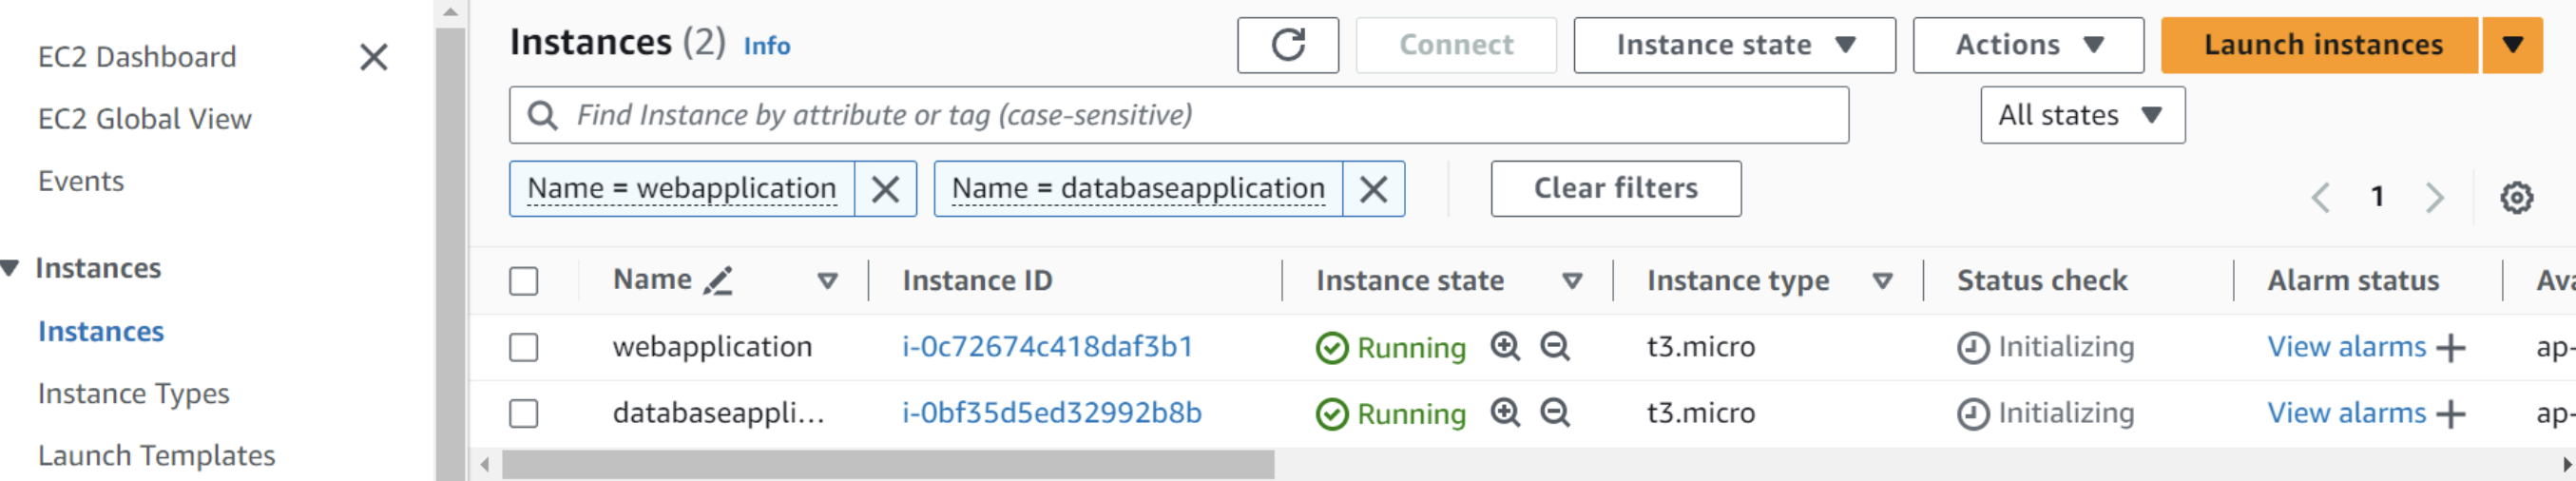 EC2 Dashboard
EC2 Global View
Events
Instances
Instances
Instance Types
Launch Templates
Instances (2) Info
Connect
Instance state
Actions
Launch instances
Find Instance by attribute or tag (case-sensitive)
All states
Name = webapplication
Name = databaseapplication
Clear filters
1
Name Instance ID Instance state Instance type Status check Alarm status Ava
webapplication i-0c72674c418daf3b1 Running t3.micro Initializing View alarms ap-
databaseappli... i-0bf35d5ed32992b8b Running t3.micro Initializing View alarms ap-